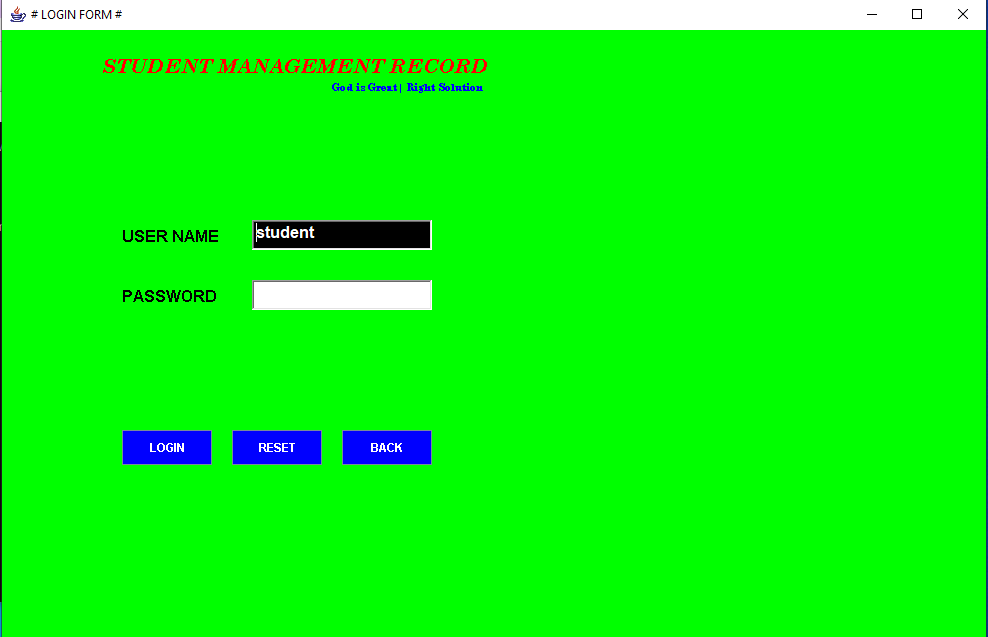 # LOGIN FORM #
STUDENT MANAGEMENT RECORD
God is Great| Right Solution
USER NAME student
PASSWORD
LOGIN RESET BACK